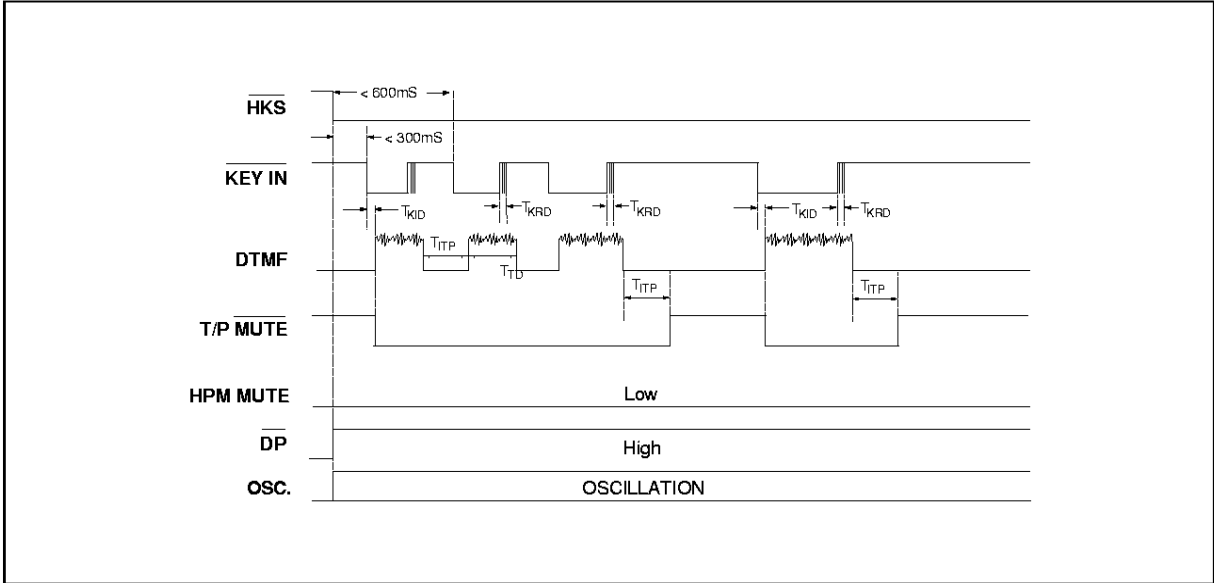 < 600mS
HKS
< 300mS
KEY IN
TKID
TKRD
TKRD
TKID
TKRD
DTMF
TITP
TTD
TITP
TITP
T/P MUTE
HPM MUTE
Low
DP
High
OSC.
OSCILLATION